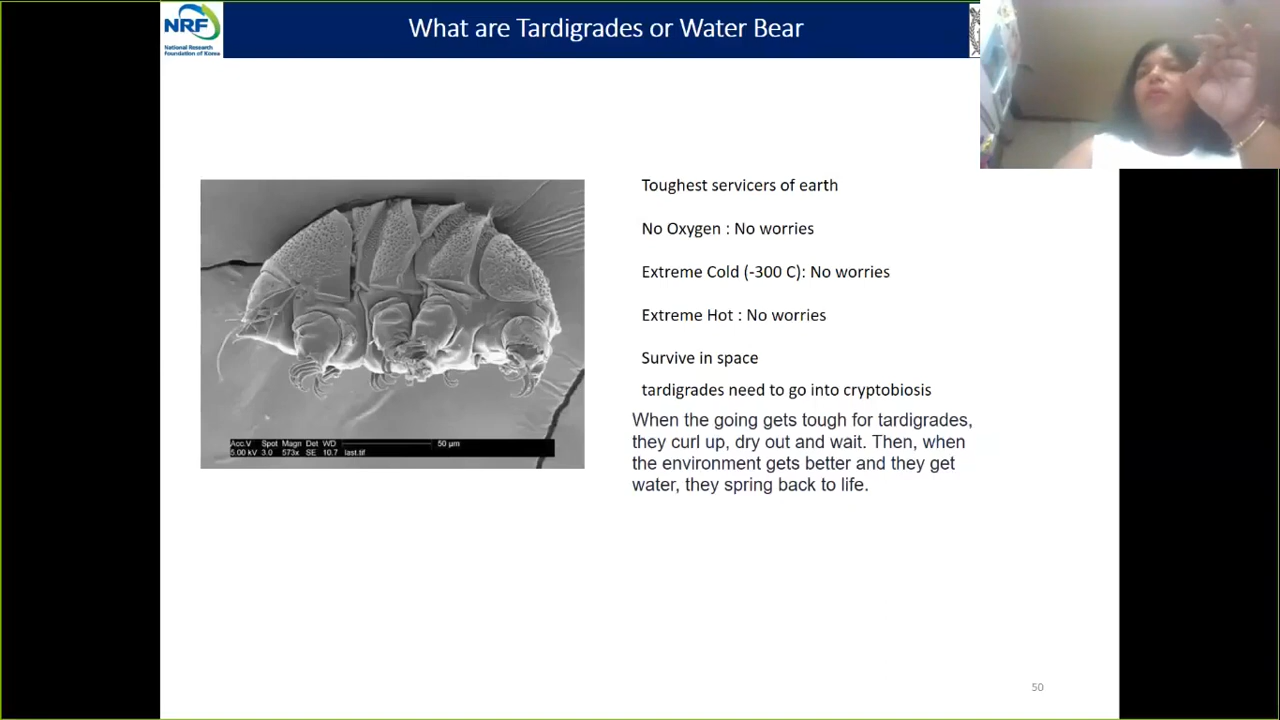 NRF
National Research
Foundation of Korea
What are Tardigrades or Water Bear
Toughest servicers of earth
No Oxygen : No worries
Extreme Cold (-300 C): No worries
Extreme Hot : No worries
Survive in space
tardigrades need to go into cryptobiosis
When the going gets tough for tardigrades,
they curl up, dry out and wait. Then, when
the environment gets better and they get
water, they spring back to life.
Acc.V Spot Magn Det WD 50 µm
5.00 kV 3.0 573x SE 10.7 last.tif
50